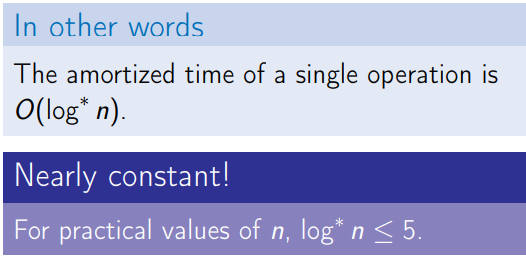 In other words
The amortized time of a single operation is
O(log* n).
Nearly constant!
For practical values of n, log* n ≤ 5.